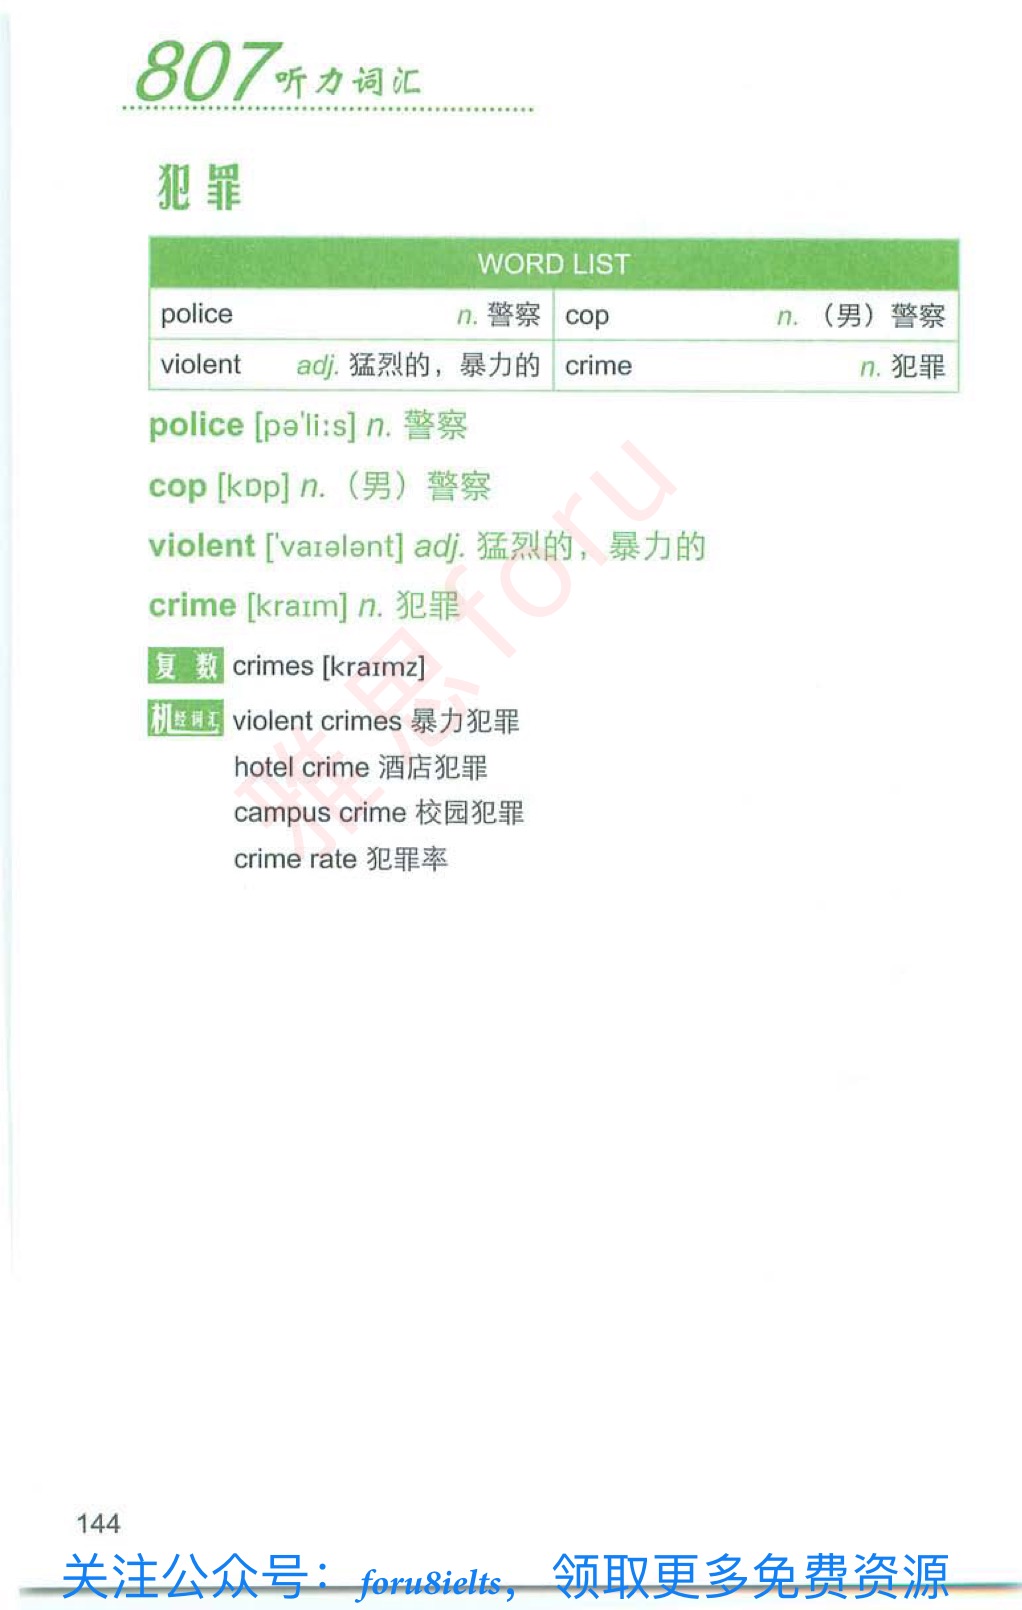 807听力词汇
犯罪
WORD LIST
police n. 警察 cop n. （男）警察
violent adj. 猛烈的，暴力的 crime n. 犯罪
police [pə'liːs] n. 警察
cop [kɒp] n. （男）警察
violent ['vaɪələnt] adj. 猛烈的，暴力的
crime [kraɪm] n. 犯罪
复数 crimes [kraɪmz]
机经词汇 violent crimes 暴力犯罪
hotel crime 酒店犯罪
campus crime 校园犯罪
crime rate 犯罪率
雅思foru
144
关注公众号：foru8ielts，领取更多免费资源